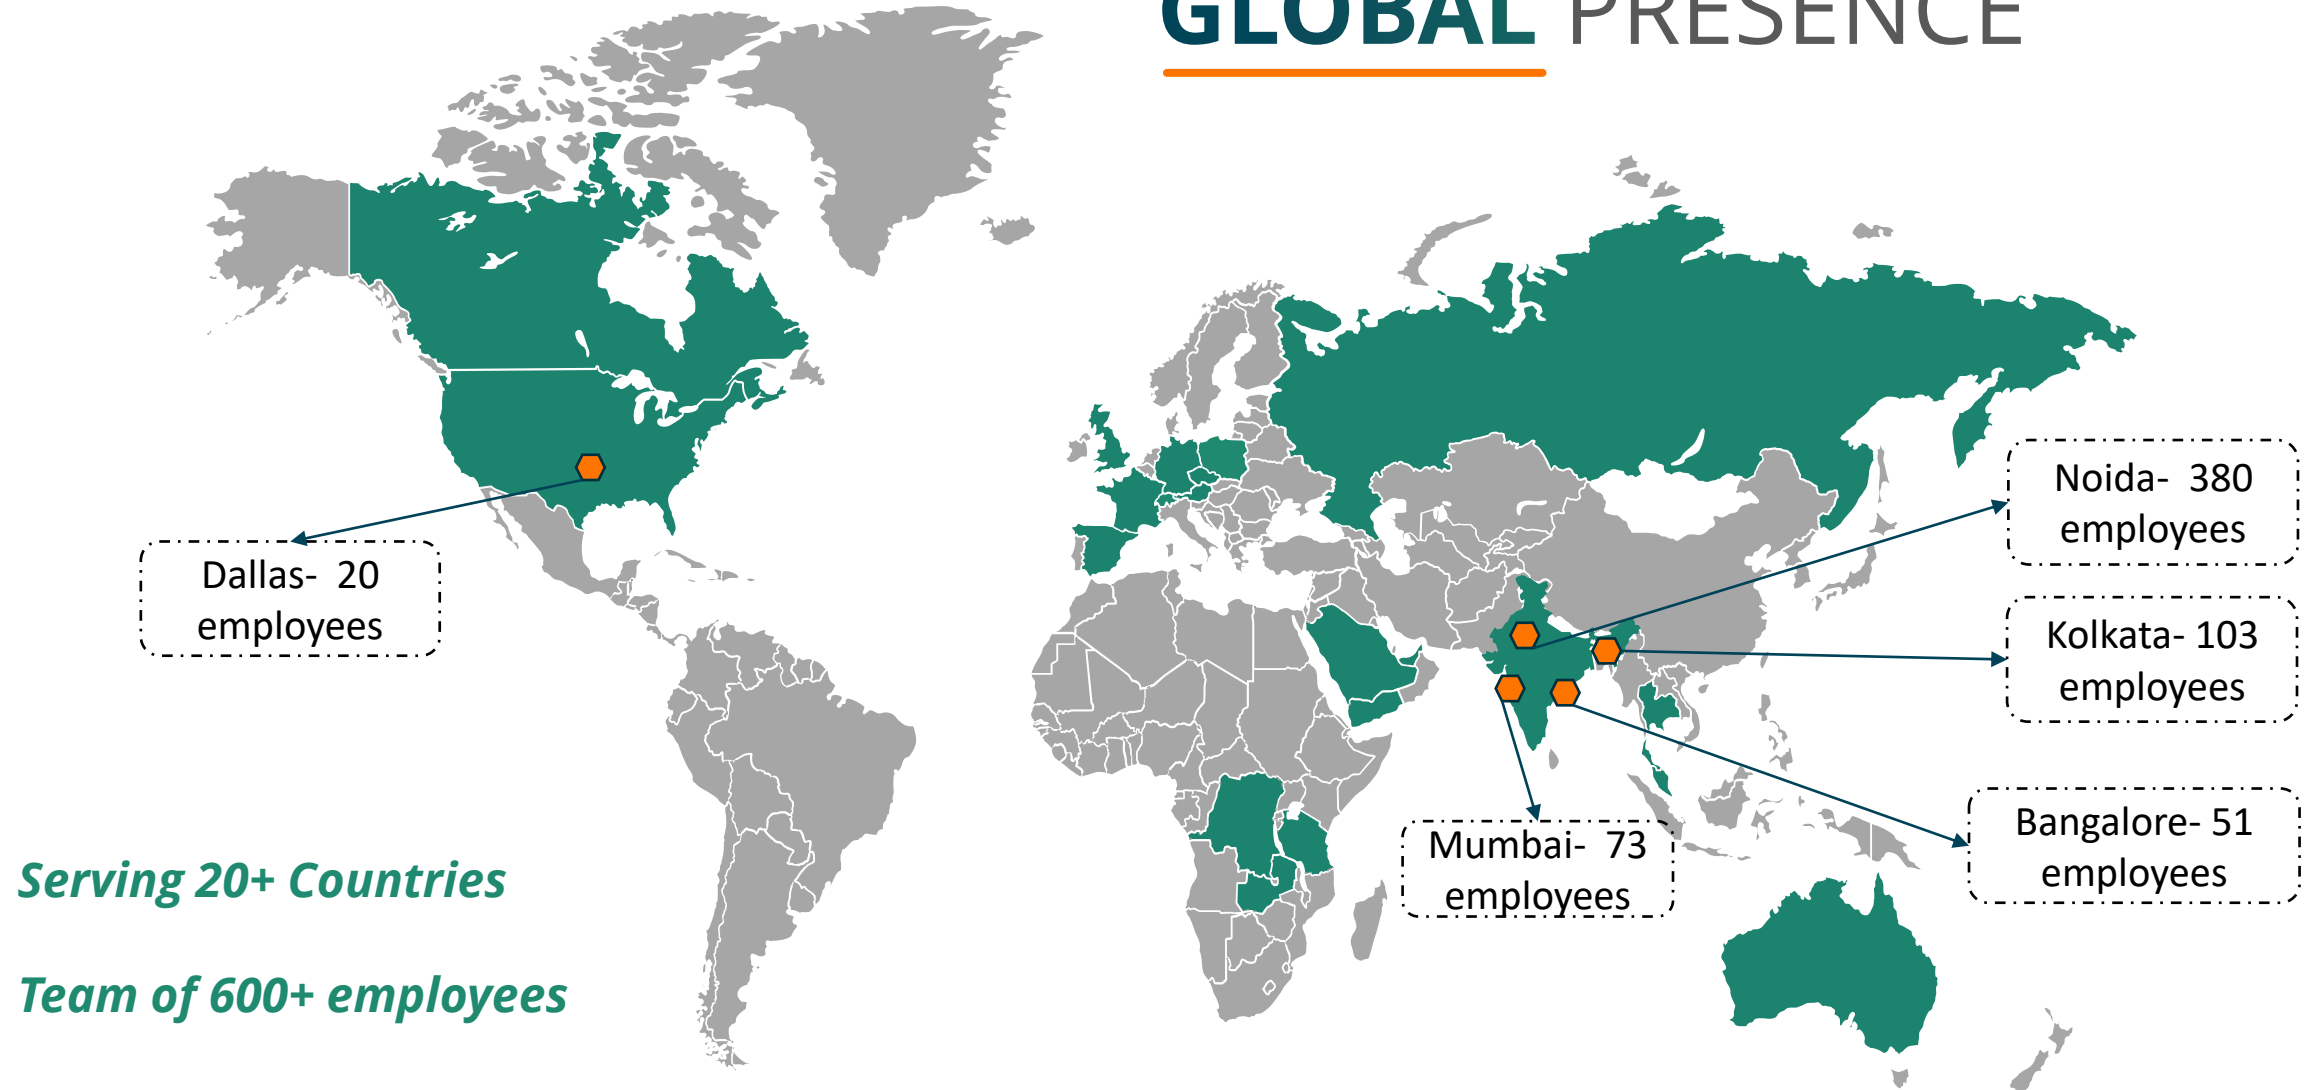 GLOBAL PRESENCE
Noida- 380
employees
Dallas- 20
employees
Kolkata- 103
employees
Bangalore- 51
employees
Mumbai- 73
employees
Serving 20+ Countries
Team of 600+ employees